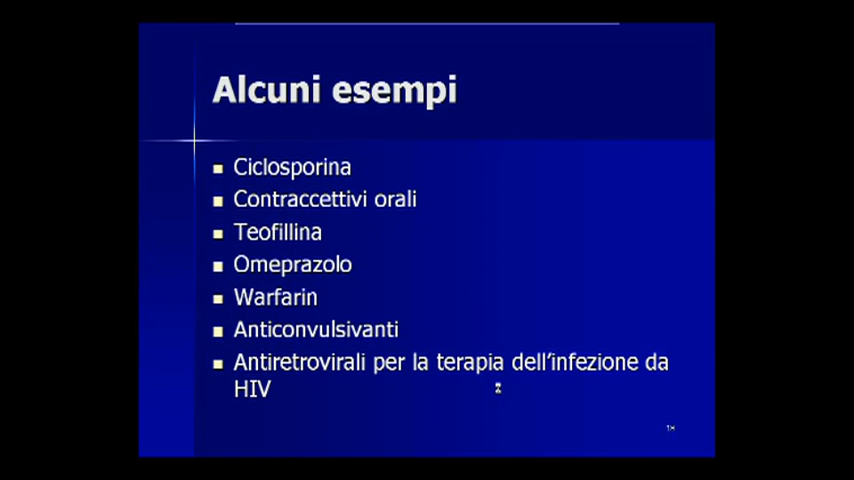 Alcuni esempi
Ciclosporina
Contraccettivi orali
Teofillina
Omeprazolo
Warfarin
Anticonvulsivanti
Antiretrovirali per la terapia dell'infezione da
HIV